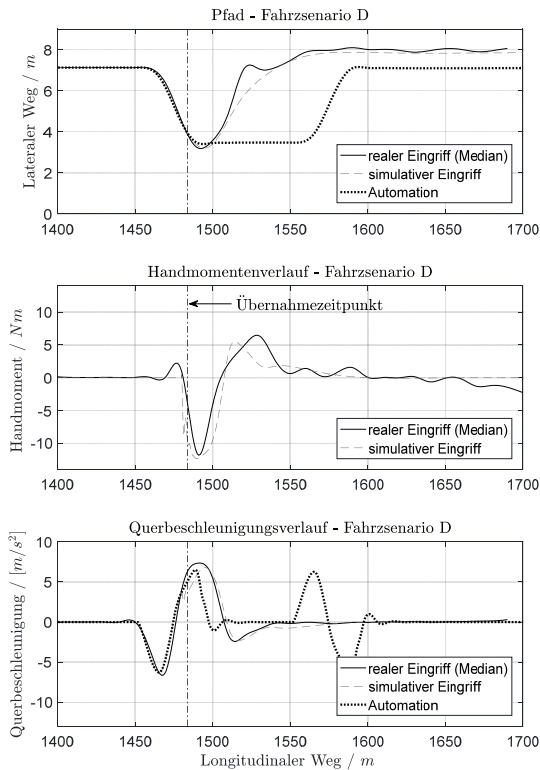 Pfad - Fahrzsenario D
Lateraler Weg / m
8
6
4
2
0
realer Eingriff (Median)
simulativer Eingriff
Automation
1400 1450 1500 1550 1600 1650 1700
Handmomentenverlauf - Fahrzsenario D
Handmoment / Nm
10
5
0
-5
-10
Übernahmezeitpunkt
realer Eingriff (Median)
simulativer Eingriff
1400 1450 1500 1550 1600 1650 1700
Querbeschleunigungsverlauf - Fahrzsenario D
Querbeschleunigung / [m/s²]
10
5
0
-5
-10
realer Eingriff (Median)
simulativer Eingriff
Automation
1400 1450 1500 1550 1600 1650 1700
Longitudinaler Weg / m